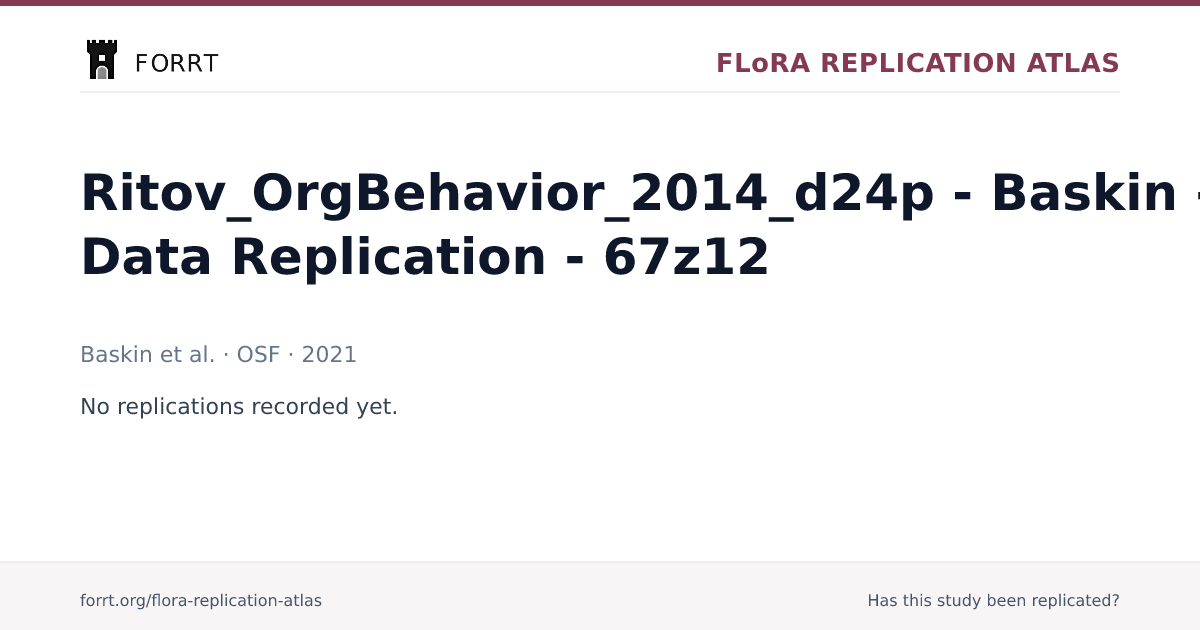 FORRT
FLoRA REPLICATION ATLAS
Ritov_OrgBehavior_2014_d24p - Baskin -
Data Replication - 67z12
Baskin et al. · OSF · 2021
No replications recorded yet.
forrt.org/flora-replication-atlas
Has this study been replicated?